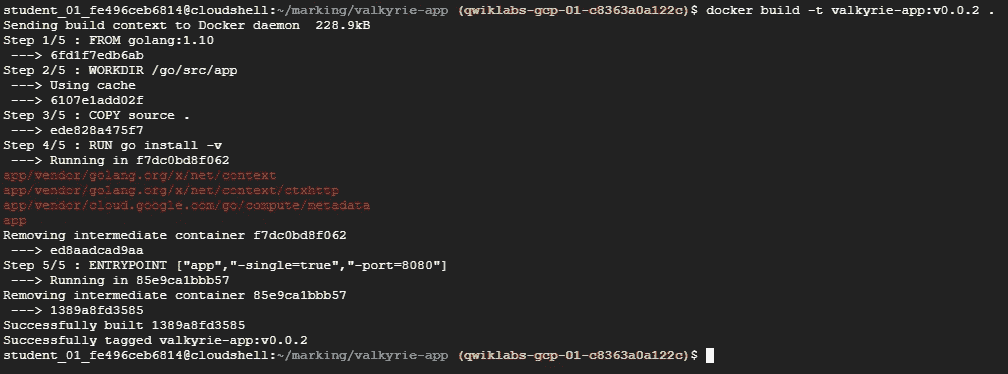 student_01_fe496ceb6814@cloudshell:~/marking/valkyrie-app (qwiklabs-gcp-01-c8363a0a122c)$ docker build -t valkyrie-app:v0.0.2 .
Sending build context to Docker daemon  228.9kB
Step 1/5 : FROM golang:1.10
 ---> 6fd1f7edb6ab
Step 2/5 : WORKDIR /go/src/app
 ---> Using cache
 ---> 6107e1add02f
Step 3/5 : COPY source .
 ---> ede828a475f7
Step 4/5 : RUN go install -v
 ---> Running in f7dc0bd8f062
app/vendor/golang.org/x/net/context
app/vendor/golang.org/x/net/context/ctxhttp
app/vendor/cloud.google.com/go/compute/metadata
app
Removing intermediate container f7dc0bd8f062
 ---> ed8aadcad9aa
Step 5/5 : ENTRYPOINT ["app","-single=true","-port=8080"]
 ---> Running in 85e9ca1bbb57
Removing intermediate container 85e9ca1bbb57
 ---> 1389a8fd3585
Successfully built 1389a8fd3585
Successfully tagged valkyrie-app:v0.0.2
student_01_fe496ceb6814@cloudshell:~/marking/valkyrie-app (qwiklabs-gcp-01-c8363a0a122c)$